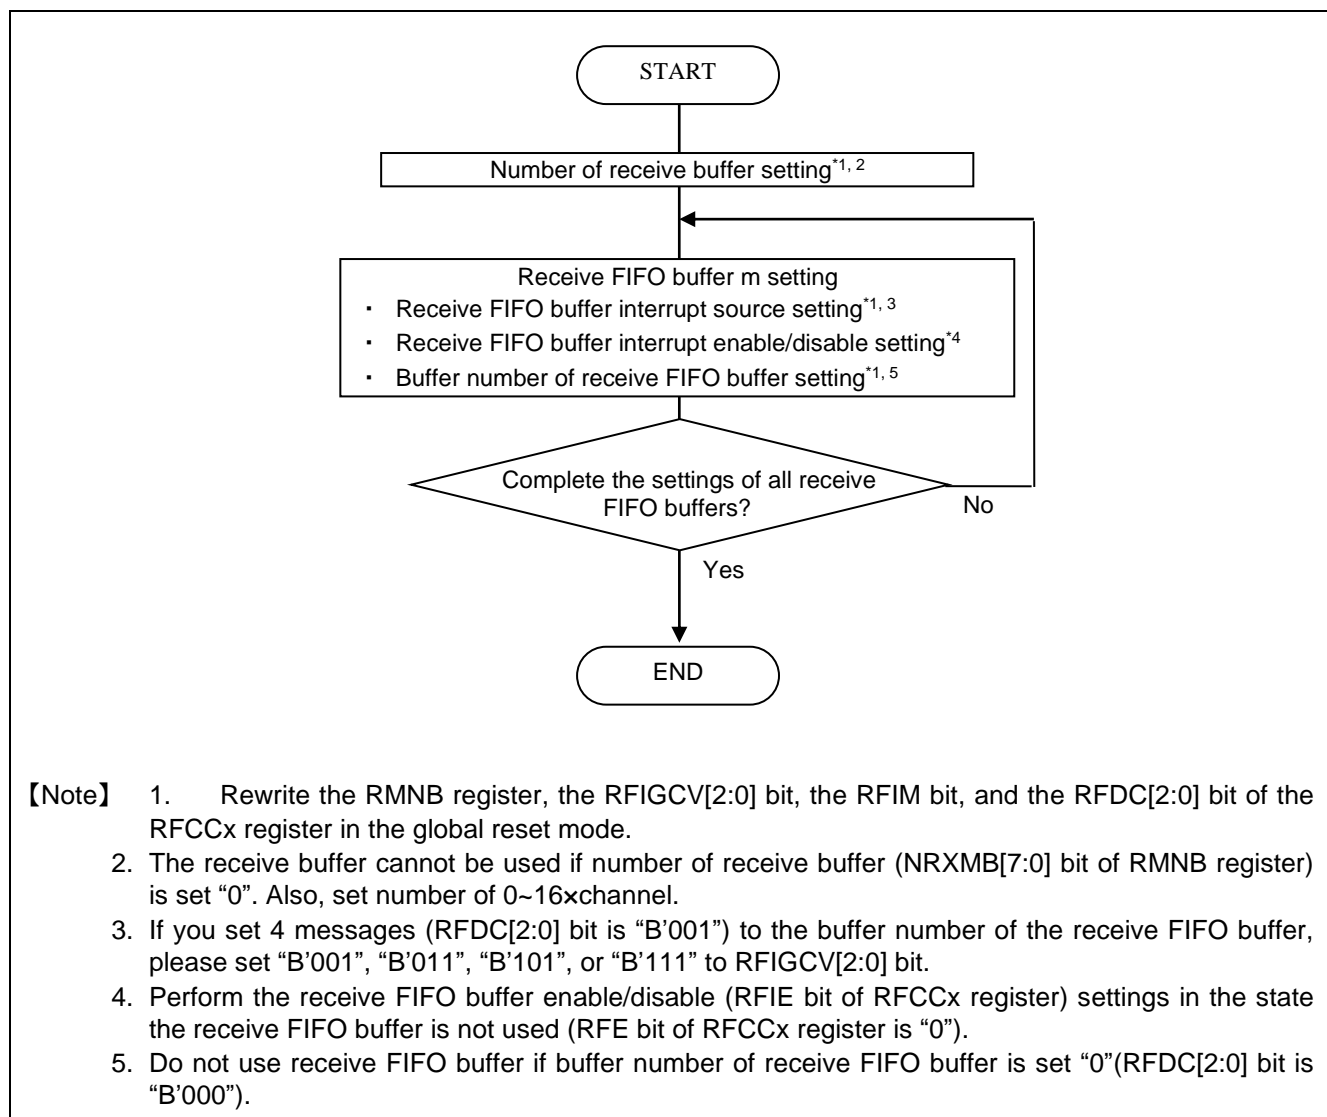 START
Number of receive buffer setting*1, 2
Receive FIFO buffer m setting
・ Receive FIFO buffer interrupt source setting*1, 3
・ Receive FIFO buffer interrupt enable/disable setting*4
・ Buffer number of receive FIFO buffer setting*1, 5
Complete the settings of all receive
FIFO buffers?
No
Yes
END
【Note】 1. Rewrite the RMNB register, the RFIGCV[2:0] bit, the RFIM bit, and the RFDC[2:0] bit of the
RFCCx register in the global reset mode.
2. The receive buffer cannot be used if number of receive buffer (NRXMB[7:0] bit of RMNB register)
is set “0”. Also, set number of 0~16×channel.
3. If you set 4 messages (RFDC[2:0] bit is “B’001”) to the buffer number of the receive FIFO buffer,
please set “B’001”, “B’011”, “B’101”, or “B’111” to RFIGCV[2:0] bit.
4. Perform the receive FIFO buffer enable/disable (RFIE bit of RFCCx register) settings in the state
the receive FIFO buffer is not used (RFE bit of RFCCx register is “0”).
5. Do not use receive FIFO buffer if buffer number of receive FIFO buffer is set “0”(RFDC[2:0] bit is
“B’000”).